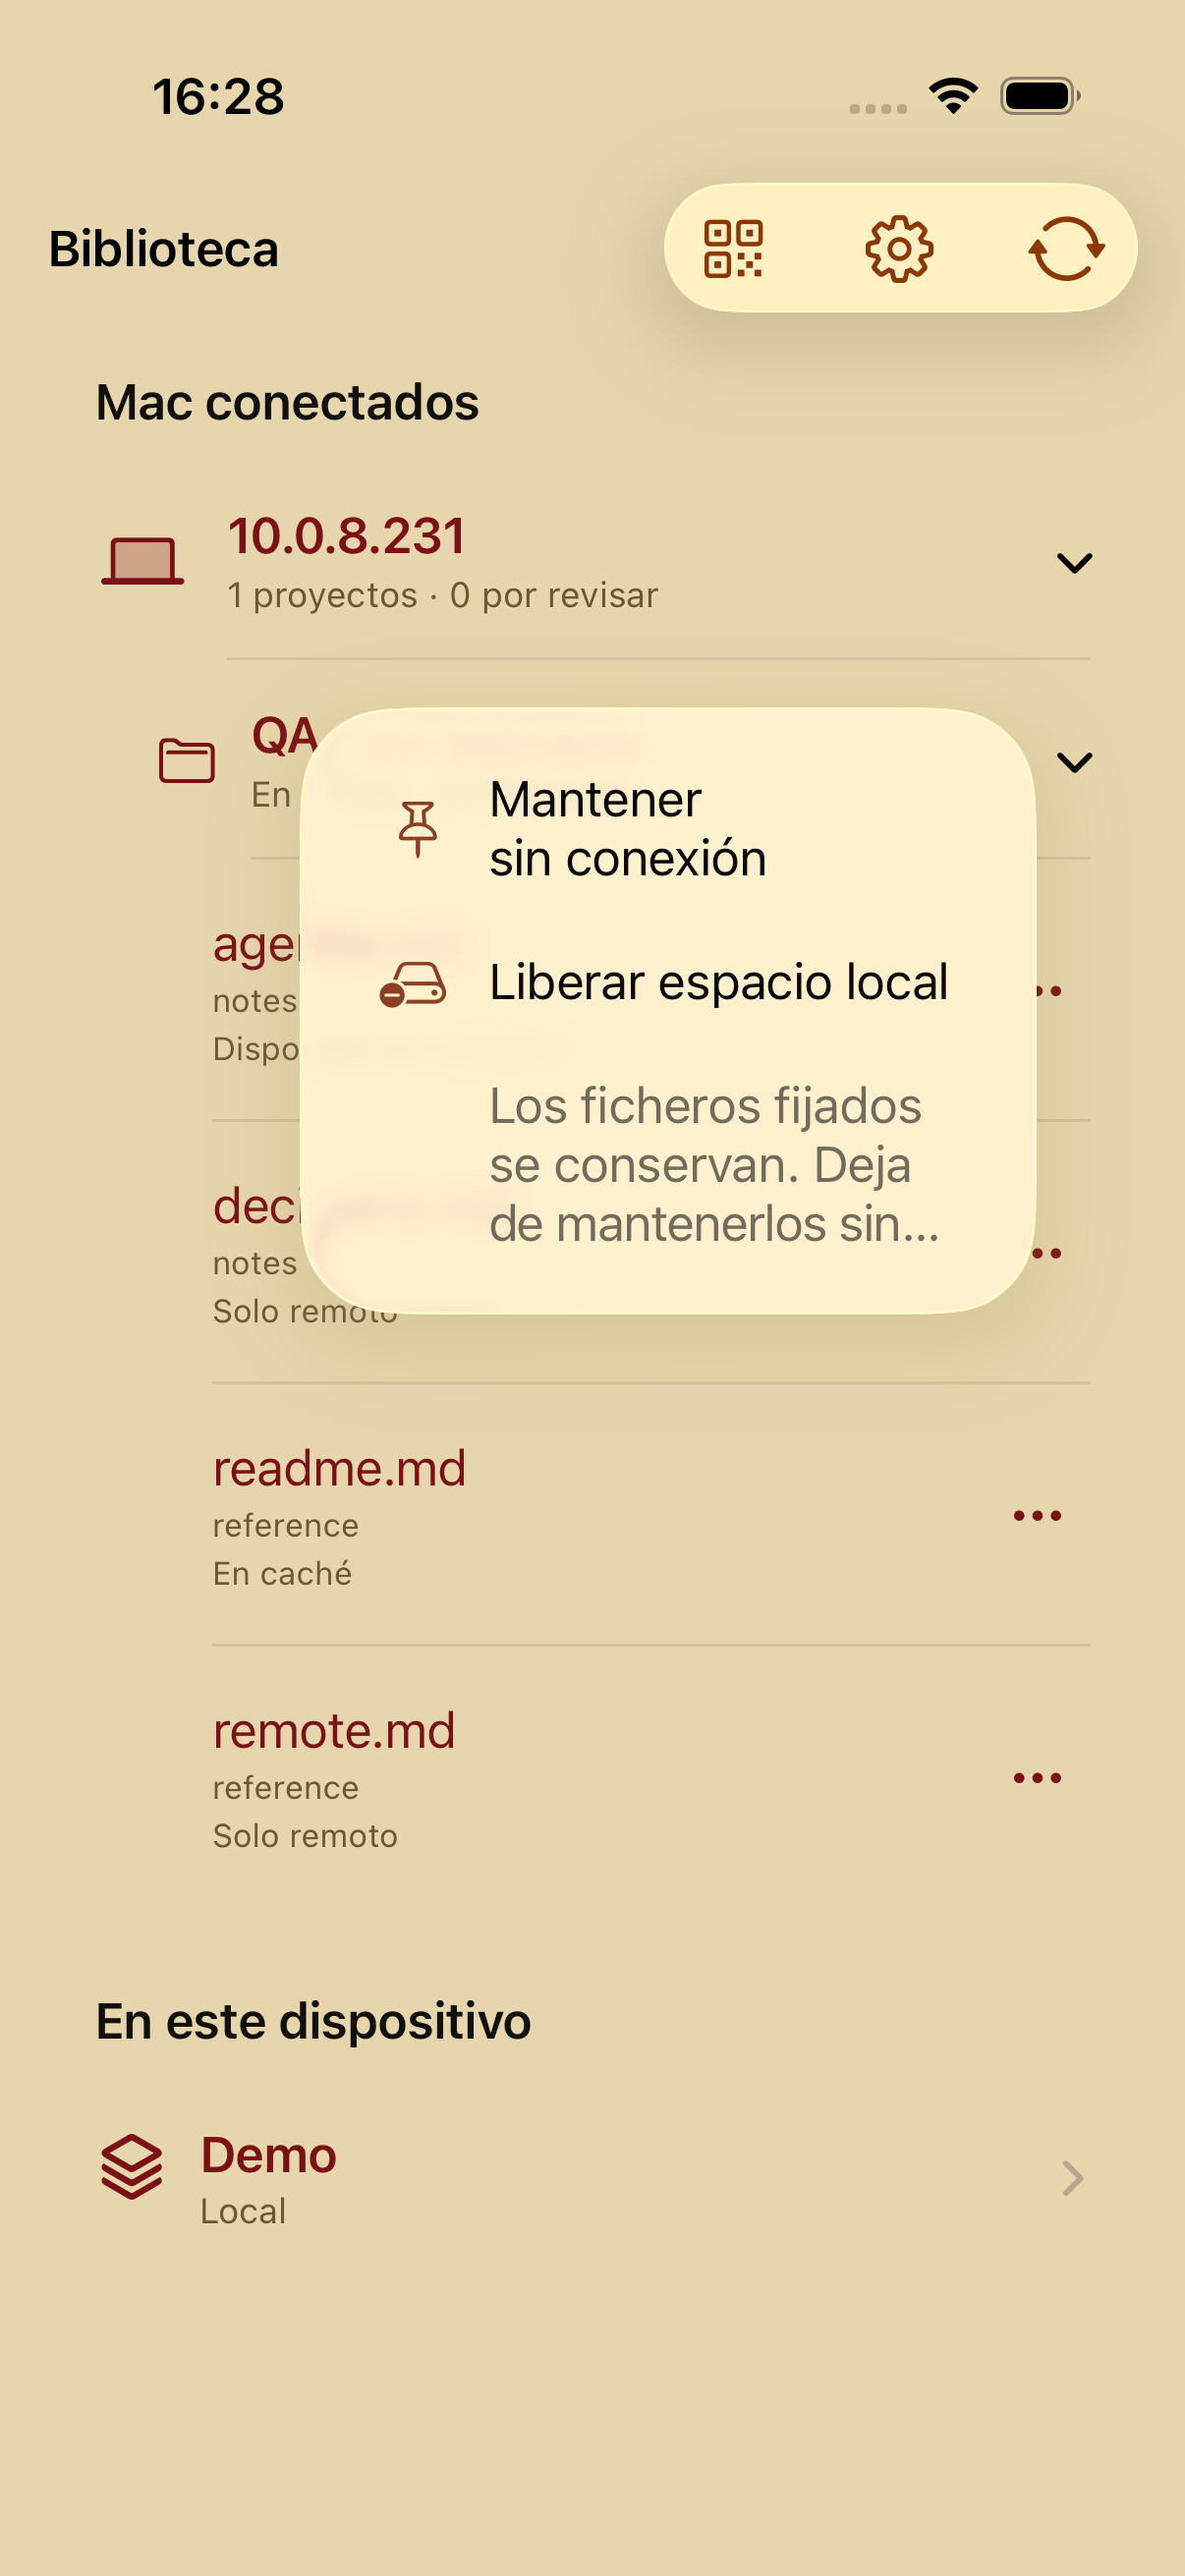 16:28
Biblioteca
Mac conectados
10.0.8.231
1 proyectos · 0 por revisar
QA
En
Mantener
sin conexión
notes
Liberar espacio local
Los ficheros fijados
se conservan. Deja
de mantenerlos sin...
notes
Solo remoto
readme.md
reference
En caché
remote.md
reference
Solo remoto
En este dispositivo
Demo
Local